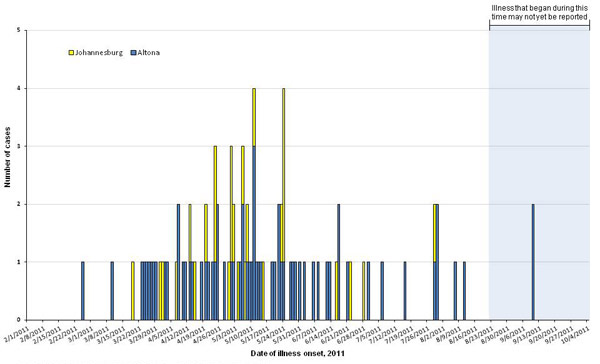 Illness that began during this
time may not yet be reported
5
Johannesburg Altona
4
3
2
1
0
Number of cases
2/1/2011 2/8/2011 2/15/2011 2/22/2011 3/1/2011 3/8/2011 3/15/2011 3/22/2011 3/29/2011 4/5/2011 4/12/2011 4/19/2011 4/26/2011 5/3/2011 5/10/2011 5/17/2011 5/24/2011 5/31/2011 6/7/2011 6/14/2011 6/21/2011 6/28/2011 7/5/2011 7/12/2011 7/19/2011 7/26/2011 8/2/2011 8/9/2011 8/16/2011 8/23/2011 8/30/2011 9/6/2011 9/13/2011 9/20/2011 9/27/2011 10/4/2011
Date of illness onset, 2011